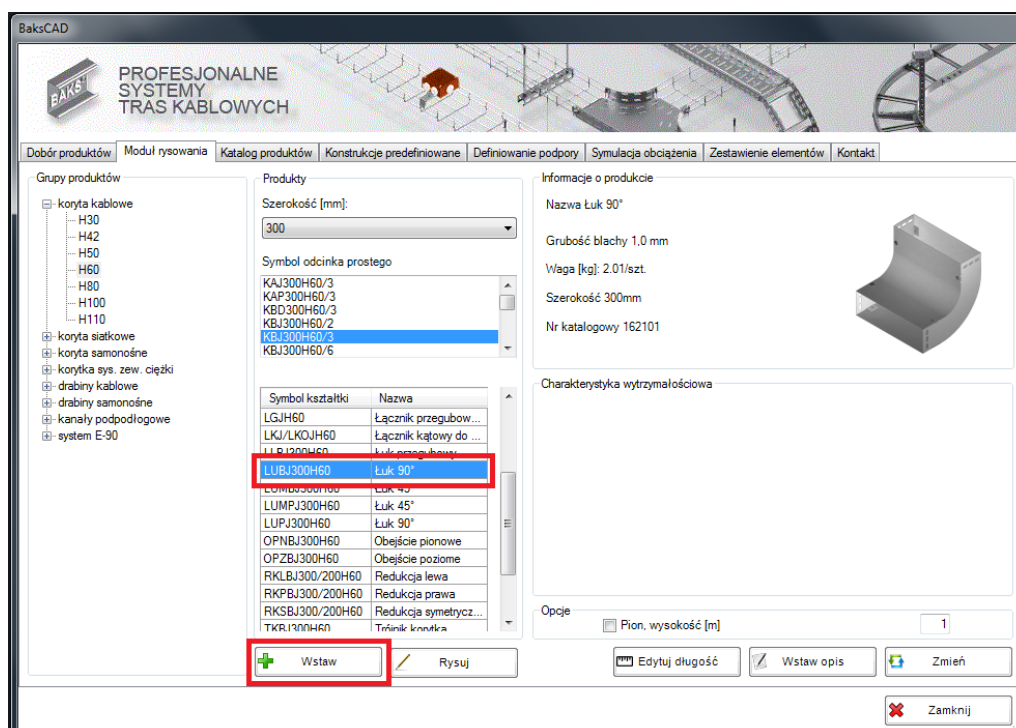 BaksCAD
BAKS
PROFESJONALNE
SYSTEMY
TRAS KABLOWYCH
Dobór produktów Moduł rysowania Katalog produktów Konstrukcje predefiniowane Definiowanie podpory Symulacja obciążenia Zestawienie elementów Kontakt
Grupy produktów
koryta kablowe
H30
H42
H50
H60
H80
H100
H110
koryta siatkowe
koryta samonośne
korytka sys. zew. ciężki
drabiny kablowe
drabiny samonośne
kanały podpodłogowe
system E-90
Produkty
Szerokość [mm]:
300
Symbol odcinka prostego
KAJ300H60/3
KAP300H60/3
KBD300H60/3
KBJ300H60/2
KBJ300H60/3
KBJ300H60/6
Symbol kształtki Nazwa
LGJH60 Łącznik przegubow...
LKJ/LKOJH60 Łącznik kątowy do ...
LLBJ300H60 Łuk przegubowy
LUBJ300H60 Łuk 90°
LUMBJ300H60 Łuk 45°
LUMPJ300H60 Łuk 45°
LUPJ300H60 Łuk 90°
OPNBJ300H60 Obejście pionowe
OPZBJ300H60 Obejście poziome
RKLBJ300/200H60 Redukcja lewa
RKPBJ300/200H60 Redukcja prawa
RKSBJ300/200H60 Redukcja symetrycz...
TKBJ300H60 Trójnik korytka
Wstaw Rysuj
Informacje o produkcie
Nazwa Łuk 90°
Grubość blachy 1,0 mm
Waga [kg]: 2.01/szt.
Szerokość 300mm
Nr katalogowy 162101
Charakterystyka wytrzymałościowa
Opcje
Pion, wysokość [m] 1
Edytuj długość Wstaw opis Zmień
Zamknij